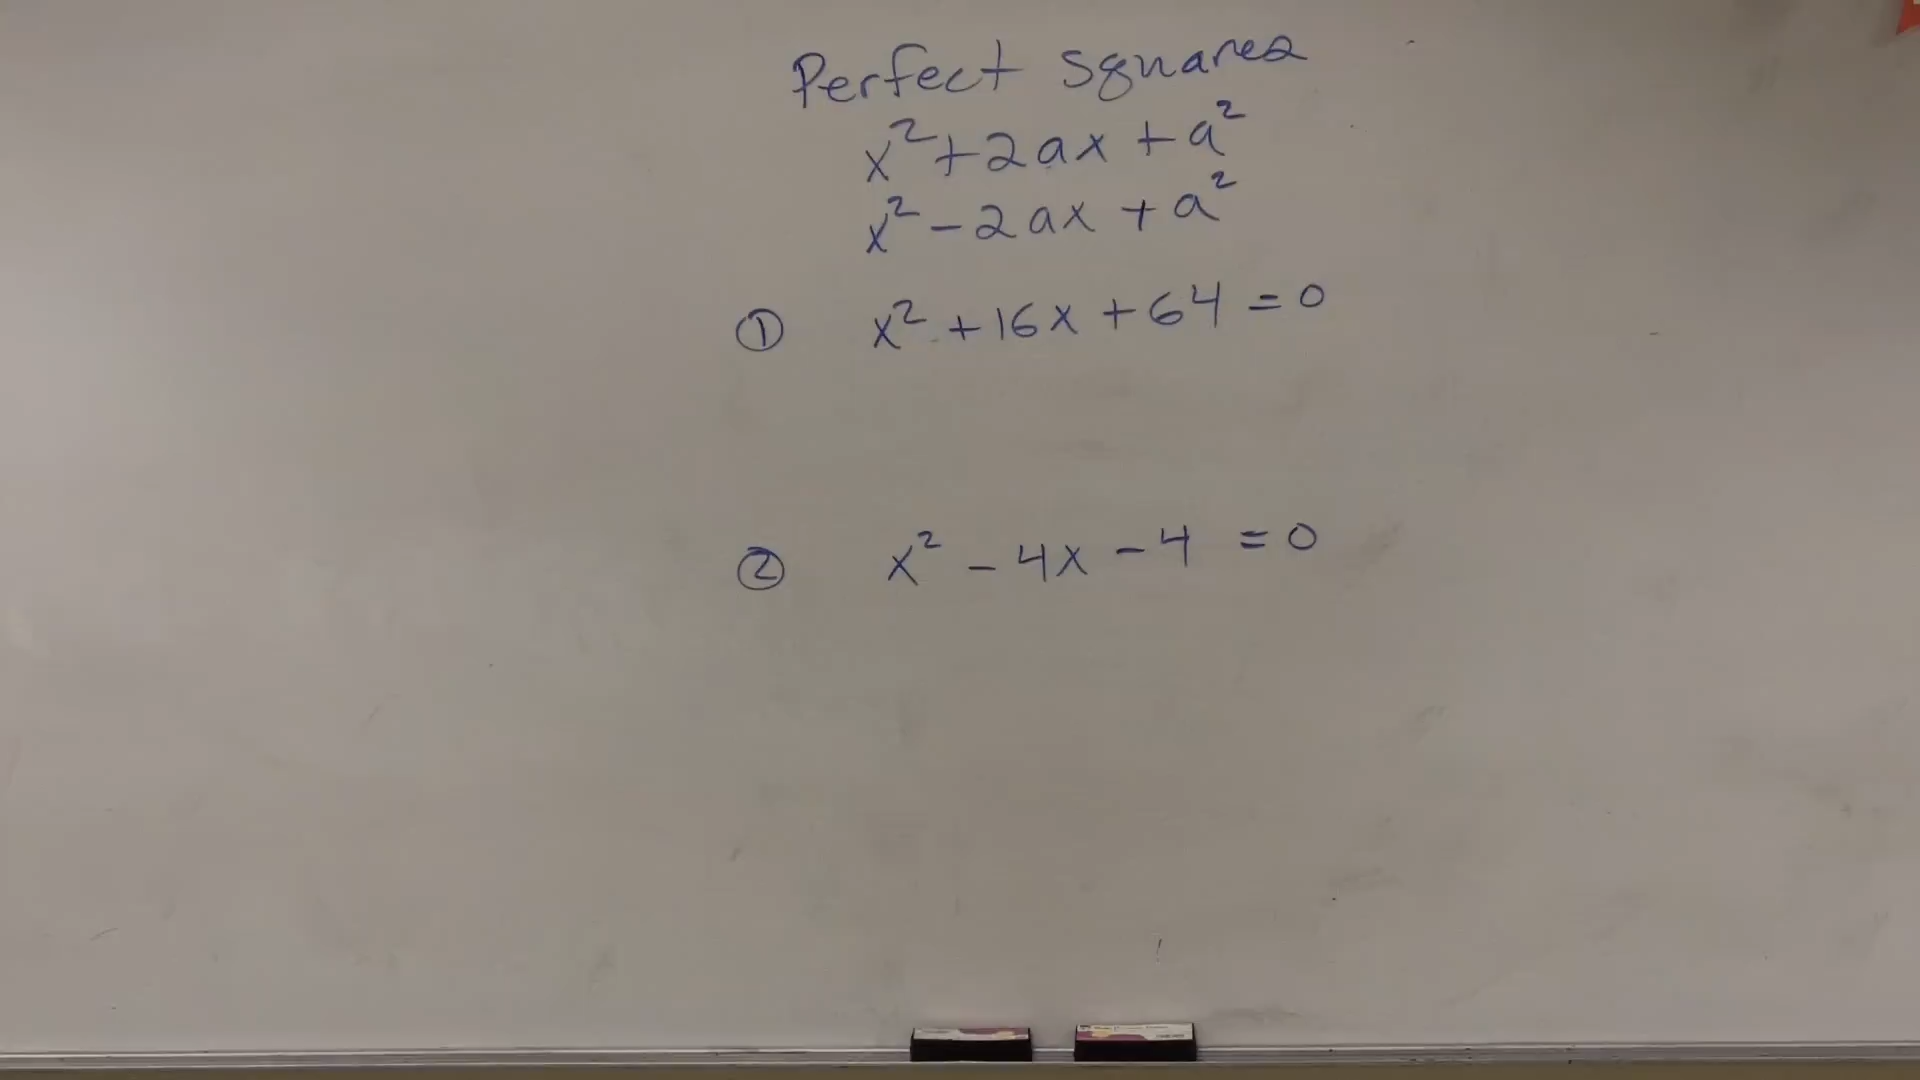 Perfect squares
x² + 2ax + a²
x² - 2ax + a²
① x² + 16x + 64 = 0
② x² - 4x - 4 = 0